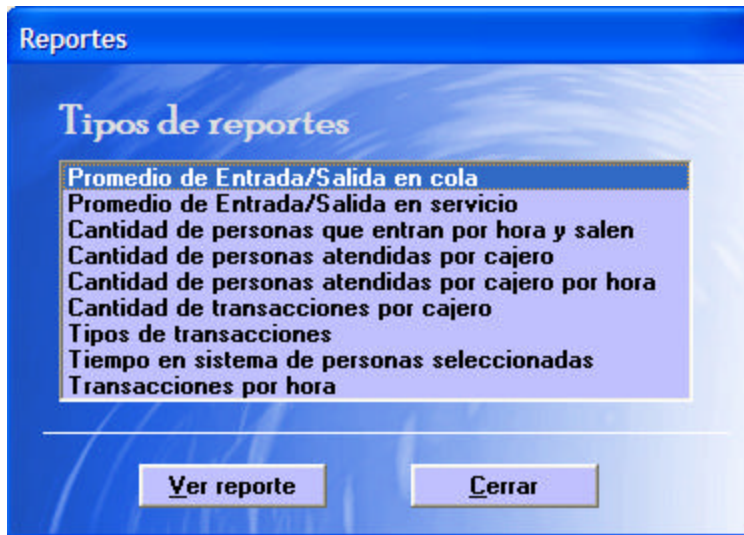 Reportes
Tipos de reportes
Promedio de Entrada/Salida en cola
Promedio de Entrada/Salida en servicio
Cantidad de personas que entran por hora y salen
Cantidad de personas atendidas por cajero
Cantidad de personas atendidas por cajero por hora
Cantidad de transacciones por cajero
Tipos de transacciones
Tiempo en sistema de personas seleccionadas
Transacciones por hora
Ver reporte
Cerrar